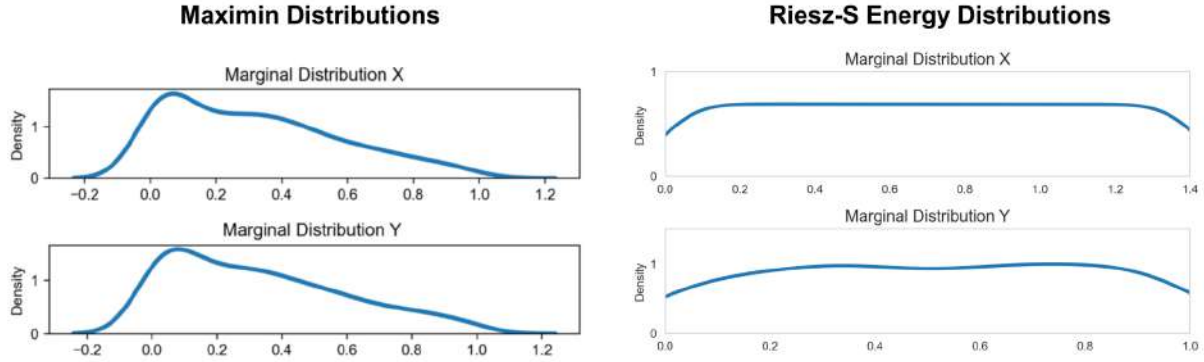 Maximin Distributions
Marginal Distribution X
Density
1
0
−0.2 0.0 0.2 0.4 0.6 0.8 1.0 1.2
Marginal Distribution Y
Density
1
0
−0.2 0.0 0.2 0.4 0.6 0.8 1.0 1.2
Riesz-S Energy Distributions
Marginal Distribution X
1
Density
0
0.0 0.2 0.4 0.6 0.8 1.0 1.2 1.4
Marginal Distribution Y
1
Density
0
0.0 0.2 0.4 0.6 0.8 1.0